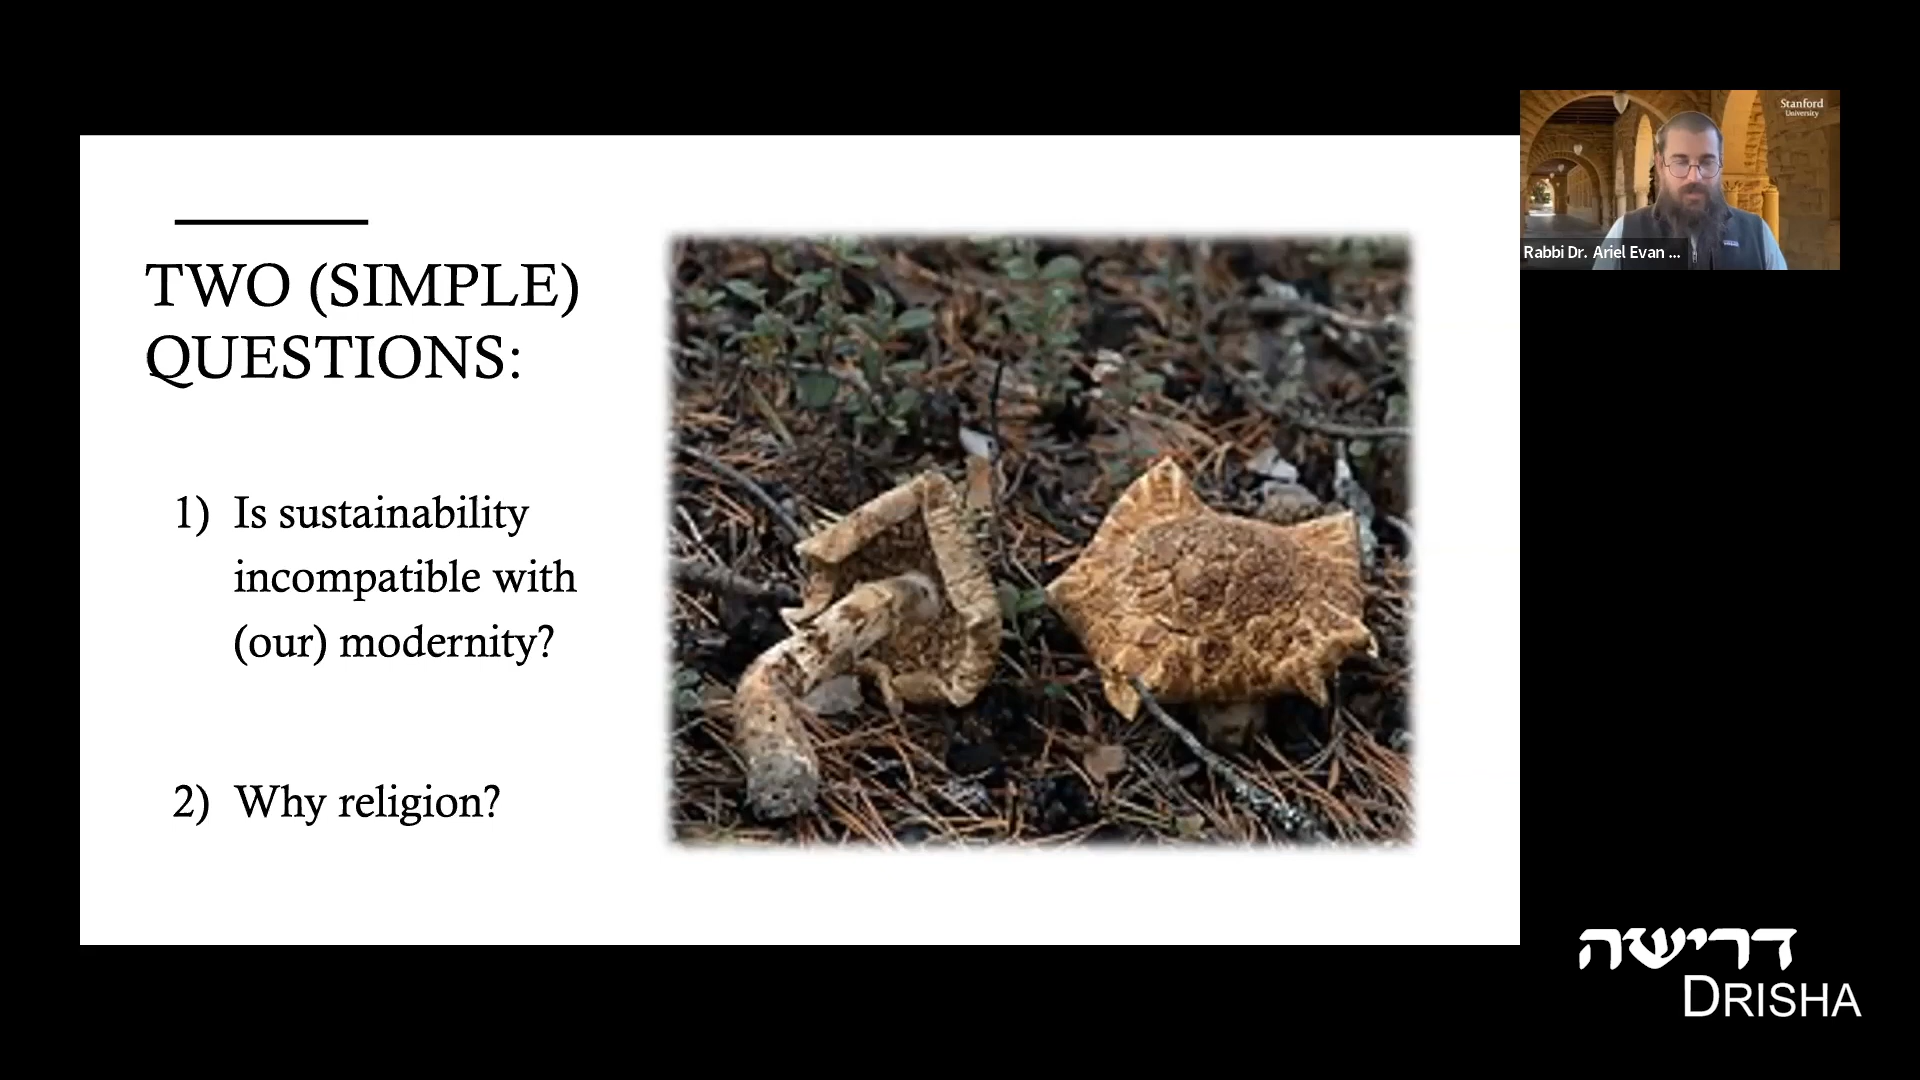 TWO (SIMPLE)
QUESTIONS:
1) Is sustainability
incompatible with
(our) modernity?
2) Why religion?
Stanford
University
Rabbi Dr. Ariel Evan ...
דרישה
DRISHA